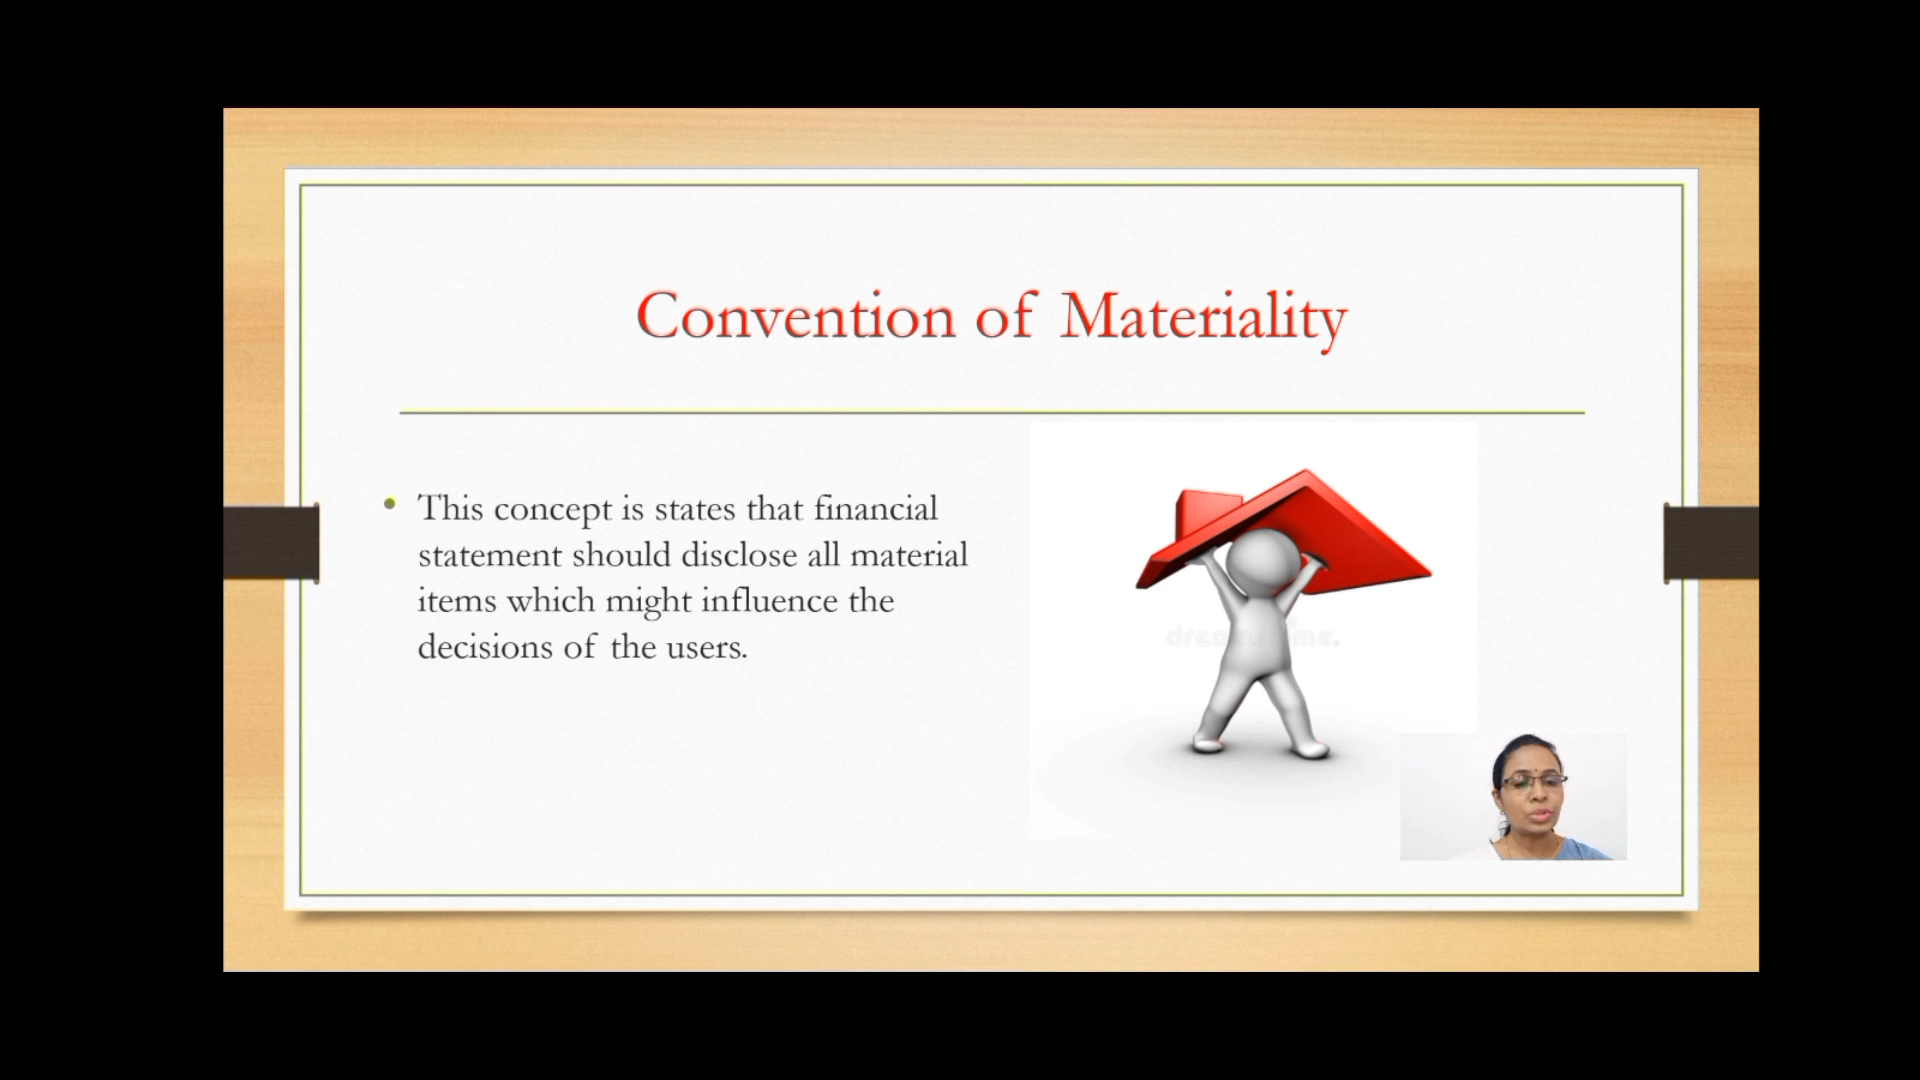 Convention of Materiality
This concept is states that financial
statement should disclose all material
items which might influence the
decisions of the users.